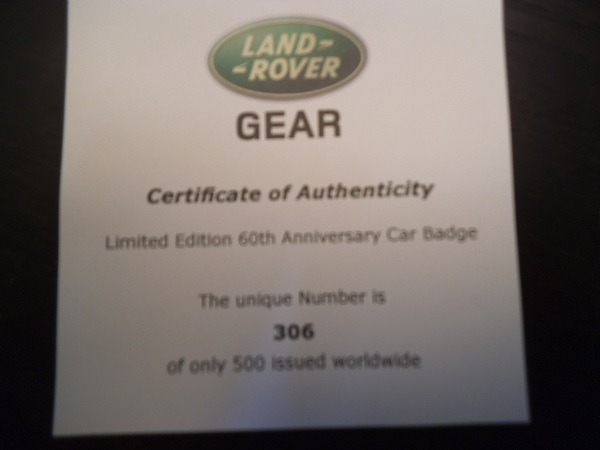 LAND-
-ROVER
GEAR
Certificate of Authenticity
Limited Edition 60th Anniversary Car Badge
The unique Number is
306
of only 500 issued worldwide